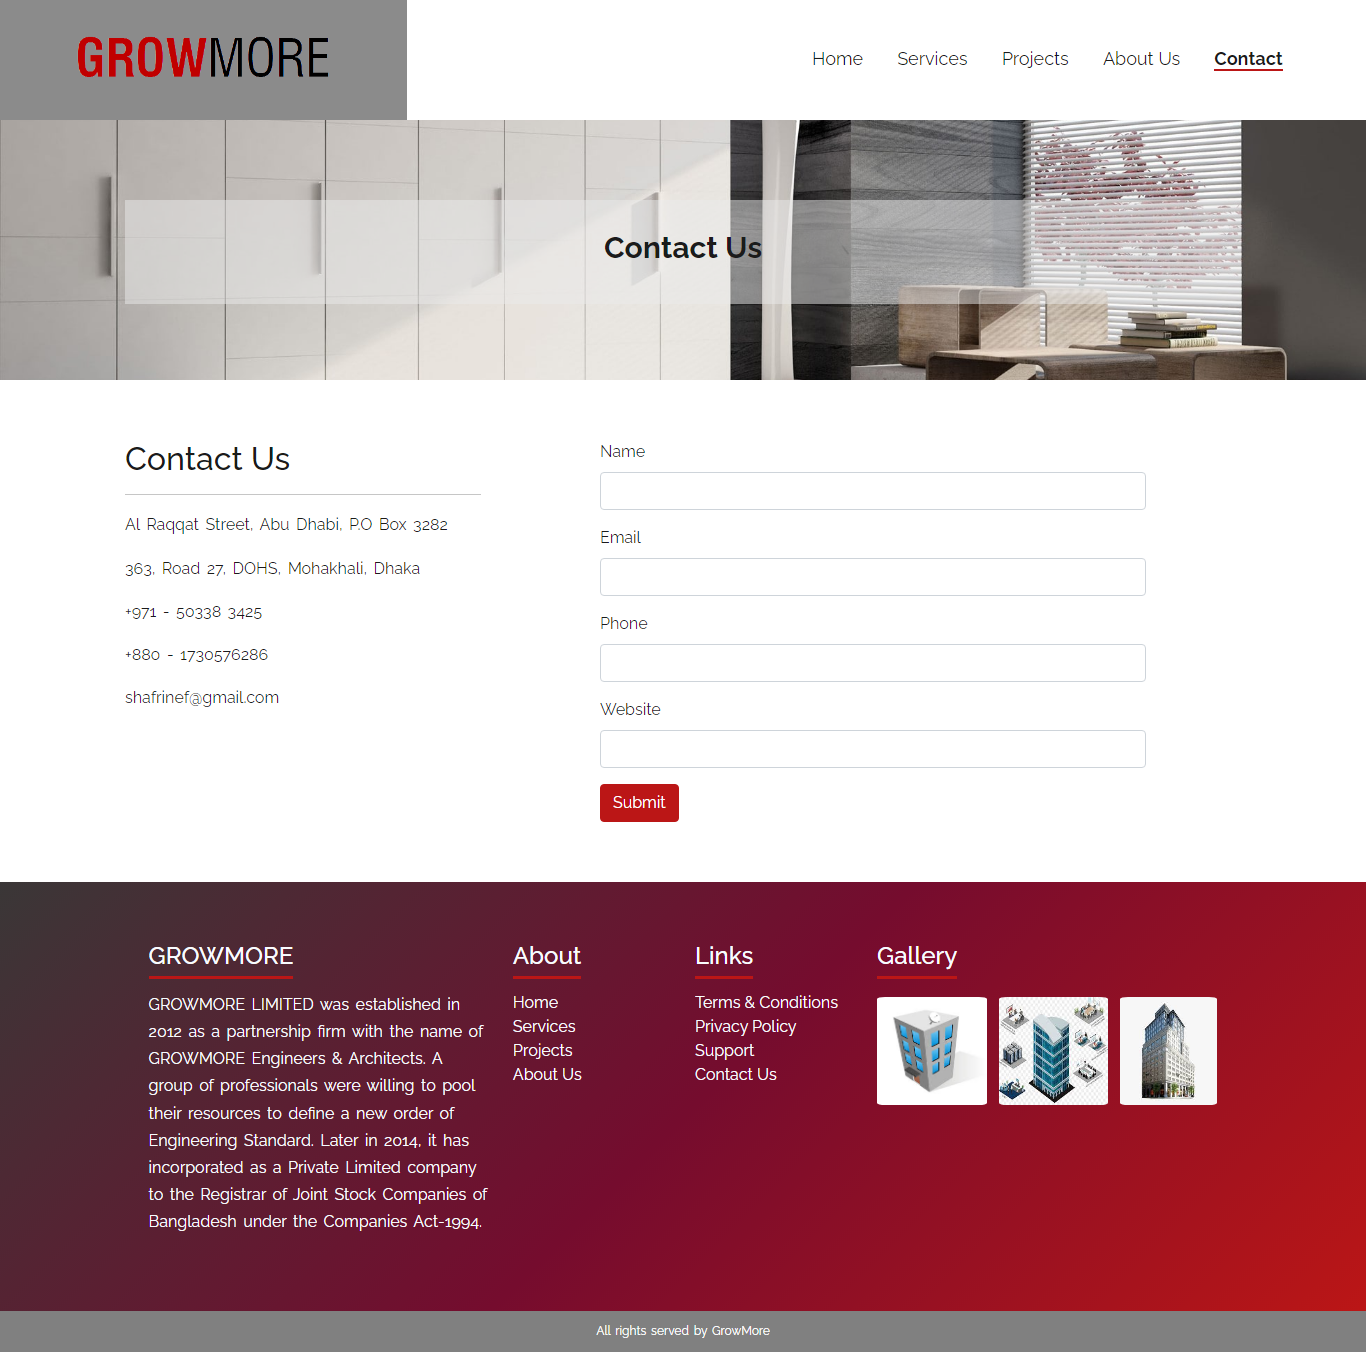 GROWMORE
Home Services Projects About Us Contact
Contact Us
Contact Us
Al Raqqat Street, Abu Dhabi, P.O Box 3282
363, Road 27, DOHS, Mohakhali, Dhaka
+971 - 50338 3425
+880 - 1730576286
shafrinef@gmail.com
Name
Email
Phone
Website
Submit
GROWMORE
GROWMORE LIMITED was established in
2012 as a partnership firm with the name of
GROWMORE Engineers & Architects. A
group of professionals were willing to pool
their resources to define a new order of
Engineering Standard. Later in 2014, it has
incorporated as a Private Limited company
to the Registrar of Joint Stock Companies of
Bangladesh under the Companies Act-1994.
About
Home
Services
Projects
About Us
Links
Terms & Conditions
Privacy Policy
Support
Contact Us
Gallery
All rights served by GrowMore